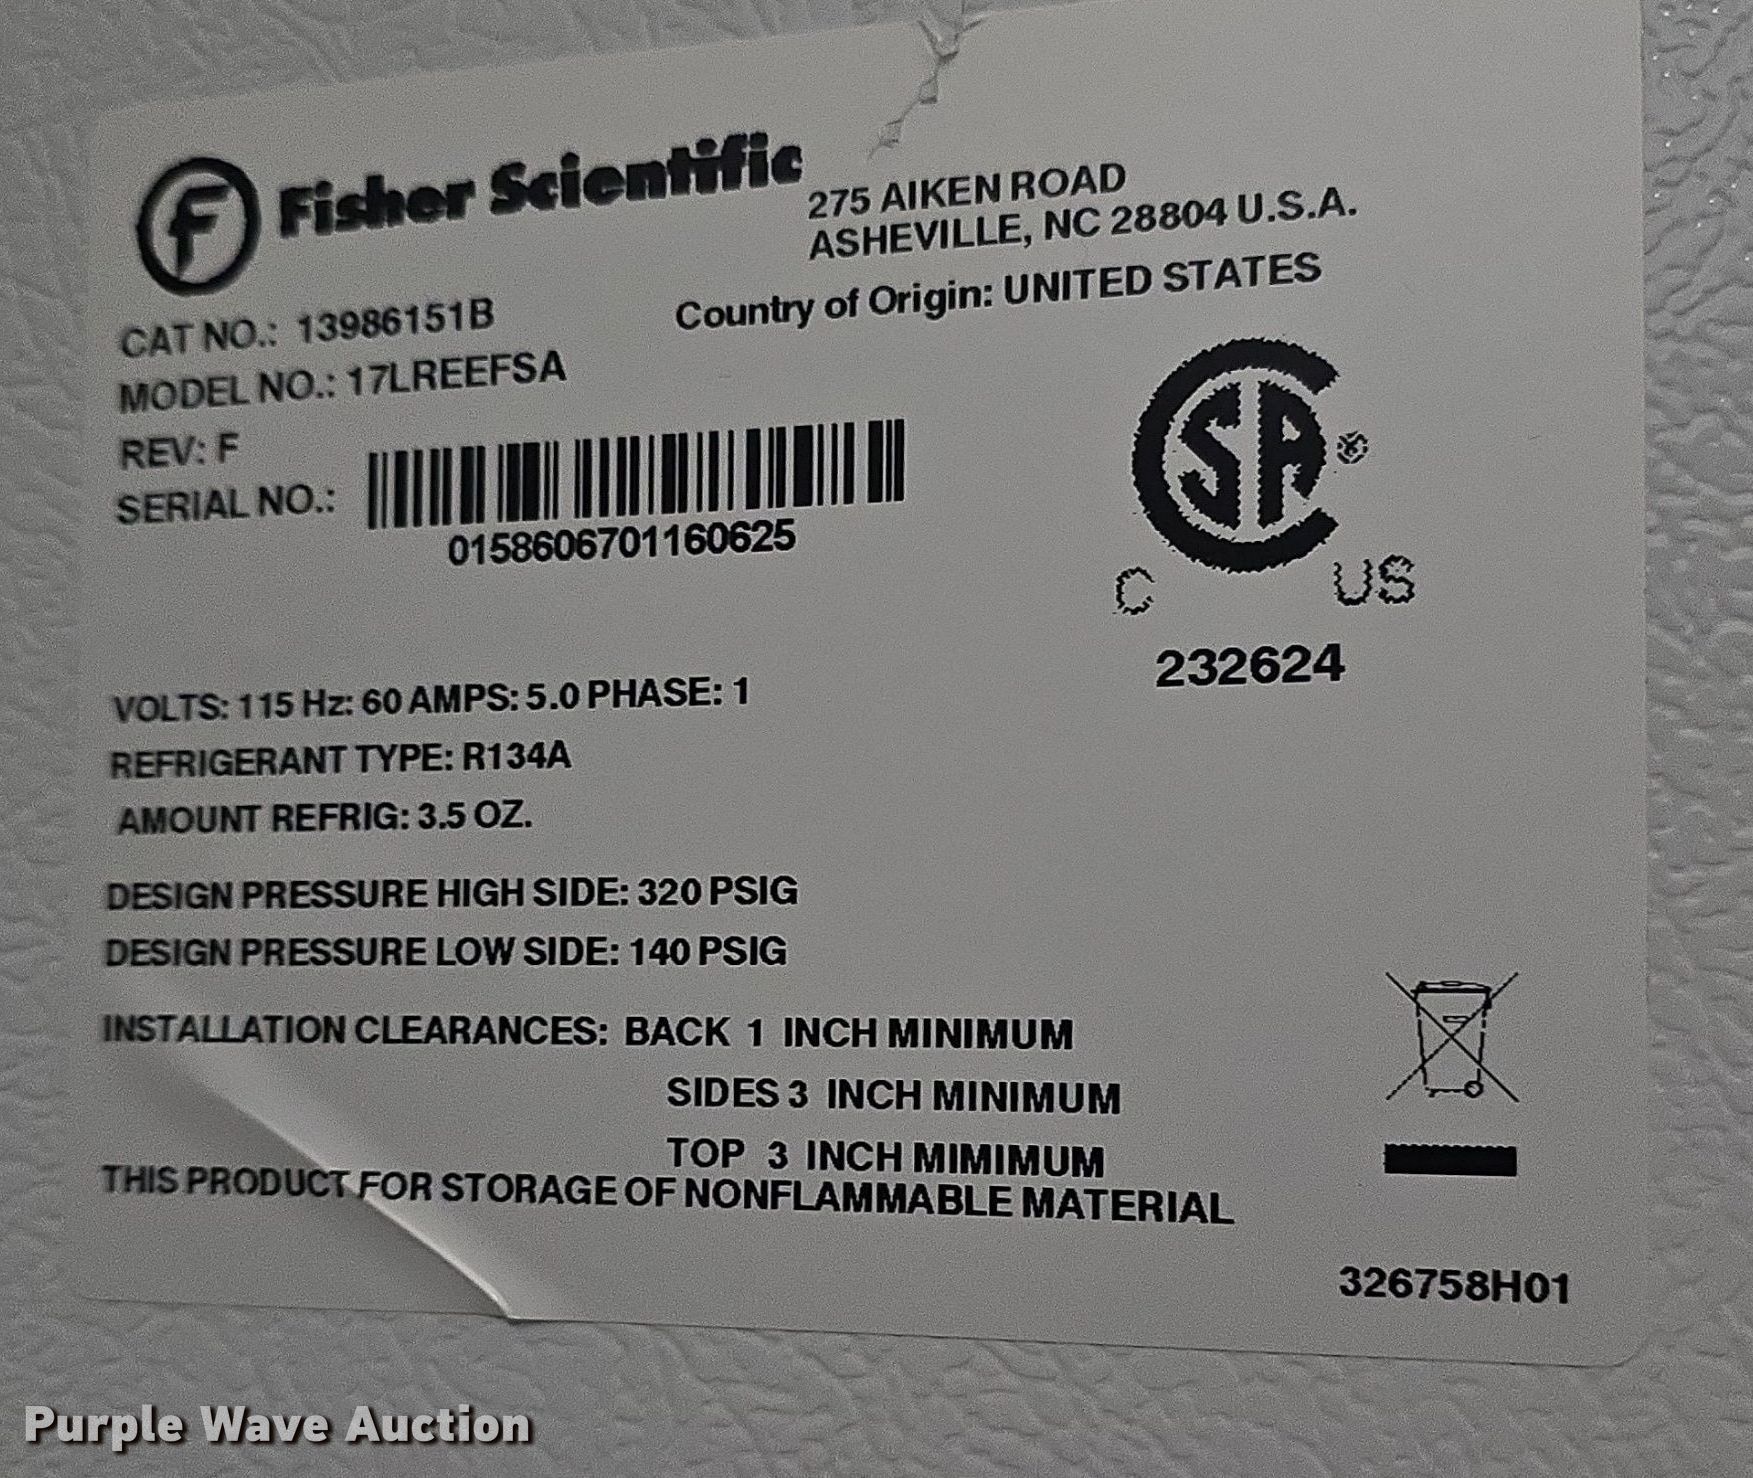 F Fisher Scientific
275 AIKEN ROAD
ASHEVILLE, NC 28804 U.S.A.
Country of Origin: UNITED STATES
CAT NO.: 13986151B
MODEL NO.: 17LREEFSA
REV: F
SERIAL NO.:
0158606701160625
CSA®
C US
232624
VOLTS: 115 Hz: 60 AMPS: 5.0 PHASE: 1
REFRIGERANT TYPE: R134A
AMOUNT REFRIG: 3.5 OZ.
DESIGN PRESSURE HIGH SIDE: 320 PSIG
DESIGN PRESSURE LOW SIDE: 140 PSIG
INSTALLATION CLEARANCES: BACK 1 INCH MINIMUM
SIDES 3 INCH MINIMUM
TOP 3 INCH MIMIMUM
THIS PRODUCT FOR STORAGE OF NONFLAMMABLE MATERIAL
326758H01
Purple Wave Auction